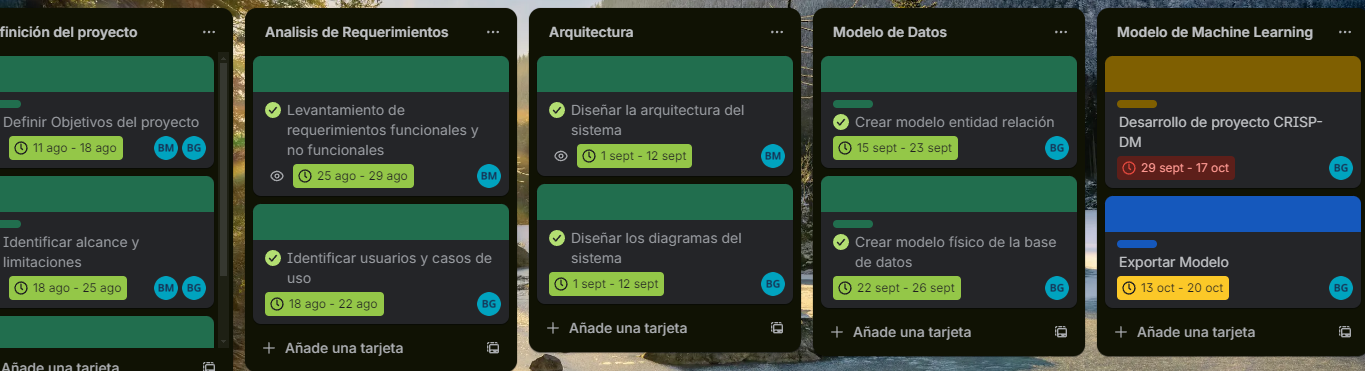 finición del proyecto
Definir Objetivos del proyecto
11 ago - 18 ago
BM
BG
Identificar alcance y
limitaciones
18 ago - 25 ago
BM
BG
Añade una tarjeta
Analisis de Requerimientos
Levantamiento de
requerimientos funcionales y
no funcionales
25 ago - 29 ago
BM
Identificar usuarios y casos de
uso
18 ago - 22 ago
BG
Añade una tarjeta
Arquitectura
Diseñar la arquitectura del
sistema
1 sept - 12 sept
BM
Diseñar los diagramas del
sistema
1 sept - 12 sept
BG
Añade una tarjeta
Modelo de Datos
Crear modelo entidad relación
15 sept - 23 sept
BG
Crear modelo físico de la base
de datos
22 sept - 26 sept
BG
Añade una tarjeta
Modelo de Machine Learning
Desarrollo de proyecto CRISP-
DM
29 sept - 17 oct
BG
Exportar Modelo
13 oct - 20 oct
BG
Añade una tarjeta